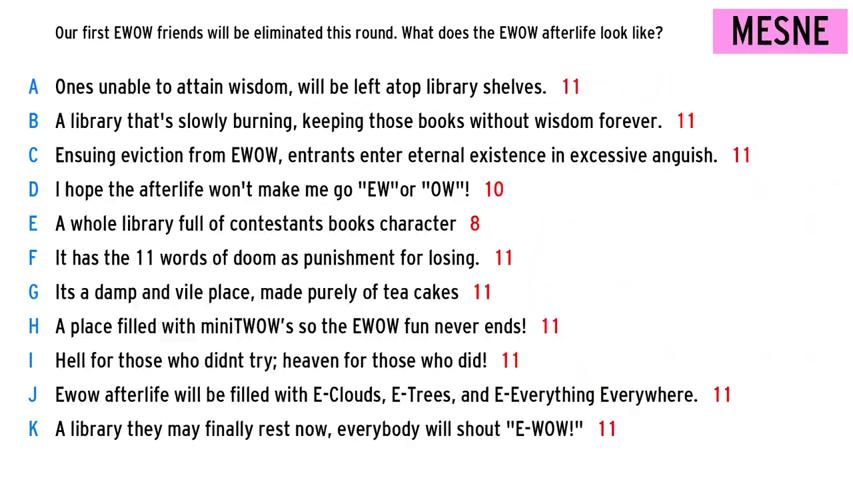 Our first EWOW friends will be eliminated this round. What does the EWOW afterlife look like?
MESNE
A Ones unable to attain wisdom, will be left atop library shelves. 11
B A library that's slowly burning, keeping those books without wisdom forever. 11
C Ensuing eviction from EWOW, entrants enter eternal existence in excessive anguish. 11
D I hope the afterlife won't make me go "EW"or "OW"! 10
E A whole library full of contestants books character 8
F It has the 11 words of doom as punishment for losing. 11
G Its a damp and vile place, made purely of tea cakes 11
H A place filled with miniTWOW's so the EWOW fun never ends! 11
I Hell for those who didnt try; heaven for those who did! 11
J Ewow afterlife will be filled with E-Clouds, E-Trees, and E-Everything Everywhere. 11
K A library they may finally rest now, everybody will shout "E-WOW!" 11